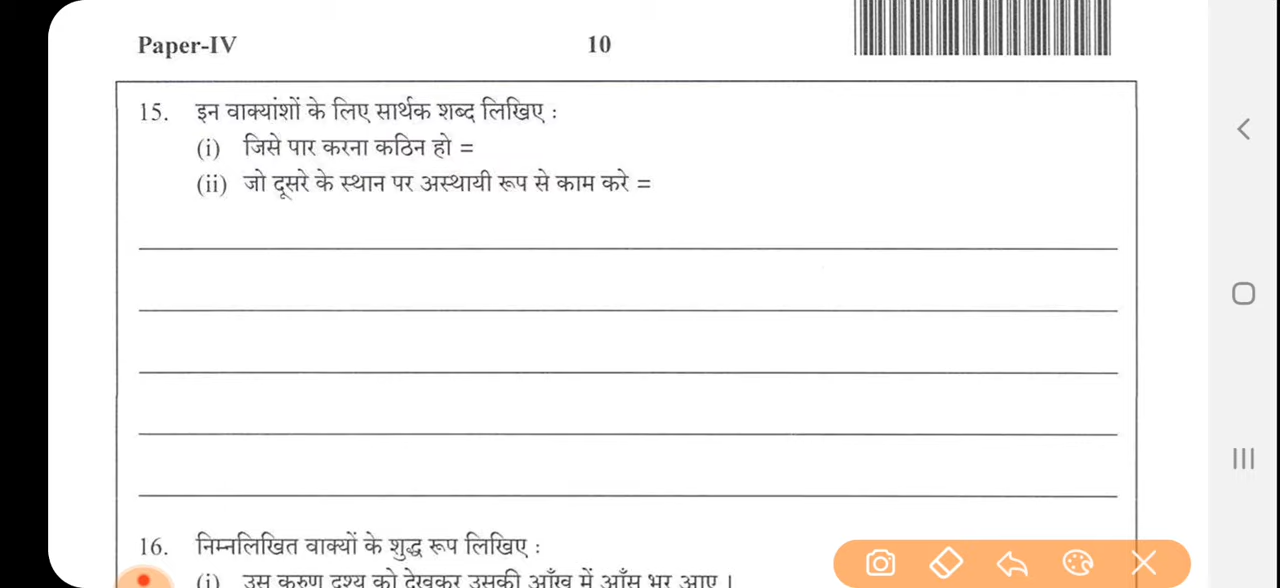 Paper-IV 10
15. इन वाक्यांशों के लिए सार्थक शब्द लिखिए :
(i) जिसे पार करना कठिन हो =
(ii) जो दूसरे के स्थान पर अस्थायी रूप से काम करे =
16. निम्नलिखित वाक्यों के शुद्ध रूप लिखिए :
(i) उस करुण दृश्य को देखकर उसकी आँख में आँसू भर आए ।